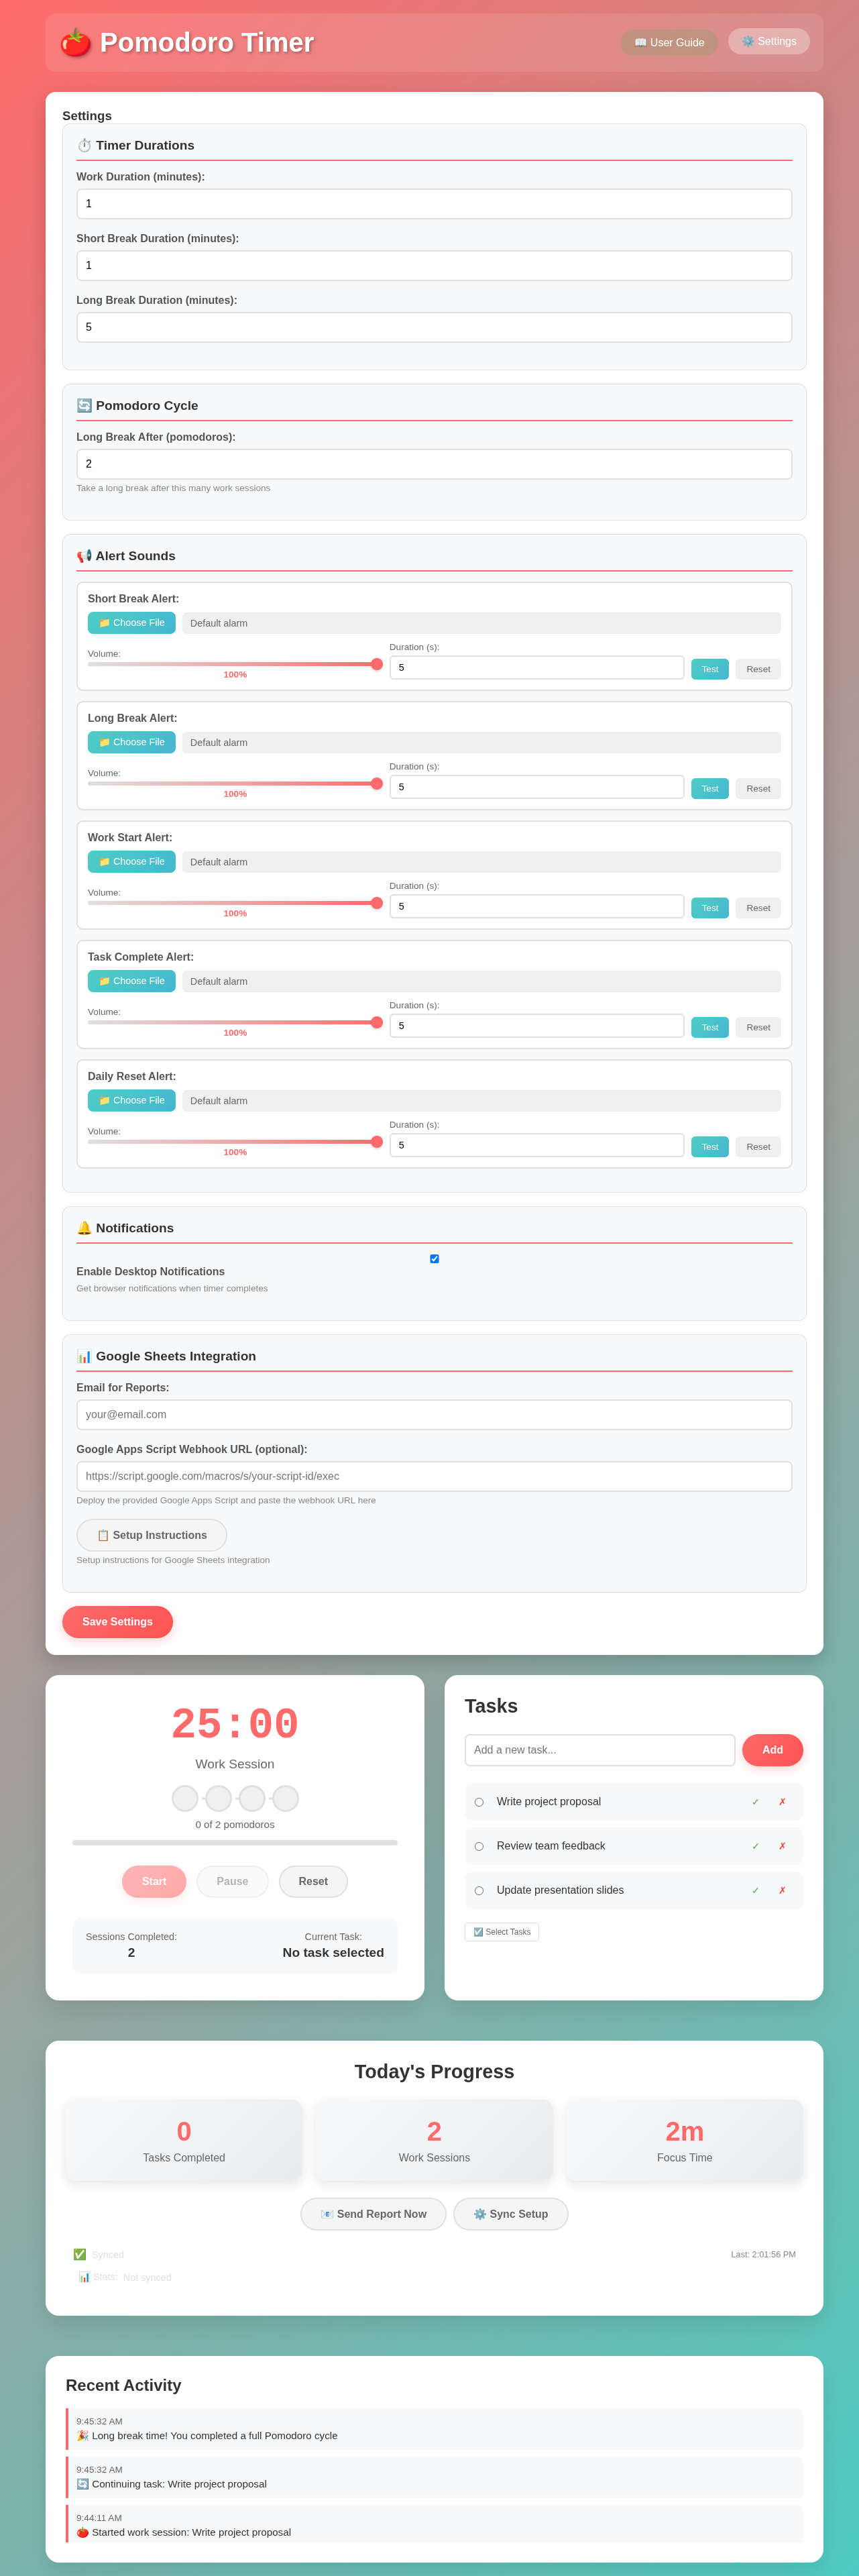 🍅 Pomodoro Timer
📖 User Guide
⚙️ Settings
Settings
⏱️ Timer Durations
Work Duration (minutes):
1
Short Break Duration (minutes):
1
Long Break Duration (minutes):
5
🔄 Pomodoro Cycle
Long Break After (pomodoros):
2
Take a long break after this many work sessions
📢 Alert Sounds
Short Break Alert:
📁 Choose File
Default alarm
Volume:
100%
Duration (s):
5
Test
Reset
Long Break Alert:
📁 Choose File
Default alarm
Volume:
100%
Duration (s):
5
Test
Reset
Work Start Alert:
📁 Choose File
Default alarm
Volume:
100%
Duration (s):
5
Test
Reset
Task Complete Alert:
📁 Choose File
Default alarm
Volume:
100%
Duration (s):
5
Test
Reset
Daily Reset Alert:
📁 Choose File
Default alarm
Volume:
100%
Duration (s):
5
Test
Reset
🔔 Notifications
Enable Desktop Notifications
Get browser notifications when timer completes
📊 Google Sheets Integration
Email for Reports:
your@email.com
Google Apps Script Webhook URL (optional):
https://script.google.com/macros/s/your-script-id/exec
Deploy the provided Google Apps Script and paste the webhook URL here
📋 Setup Instructions
Setup instructions for Google Sheets integration
Save Settings
25:00
Work Session
0 of 2 pomodoros
Start
Pause
Reset
Sessions Completed:
2
Current Task:
No task selected
Tasks
Add a new task...
Add
Write project proposal
✓ ✗
Review team feedback
✓ ✗
Update presentation slides
✓ ✗
☑️ Select Tasks
Today's Progress
0
Tasks Completed
2
Work Sessions
2m
Focus Time
📧 Send Report Now
⚙️ Sync Setup
✅ Synced
Last: 2:01:56 PM
📊 Stats: Not synced
Recent Activity
9:45:32 AM
🎉 Long break time! You completed a full Pomodoro cycle
9:45:32 AM
🔄 Continuing task: Write project proposal
9:44:11 AM
🍅 Started work session: Write project proposal